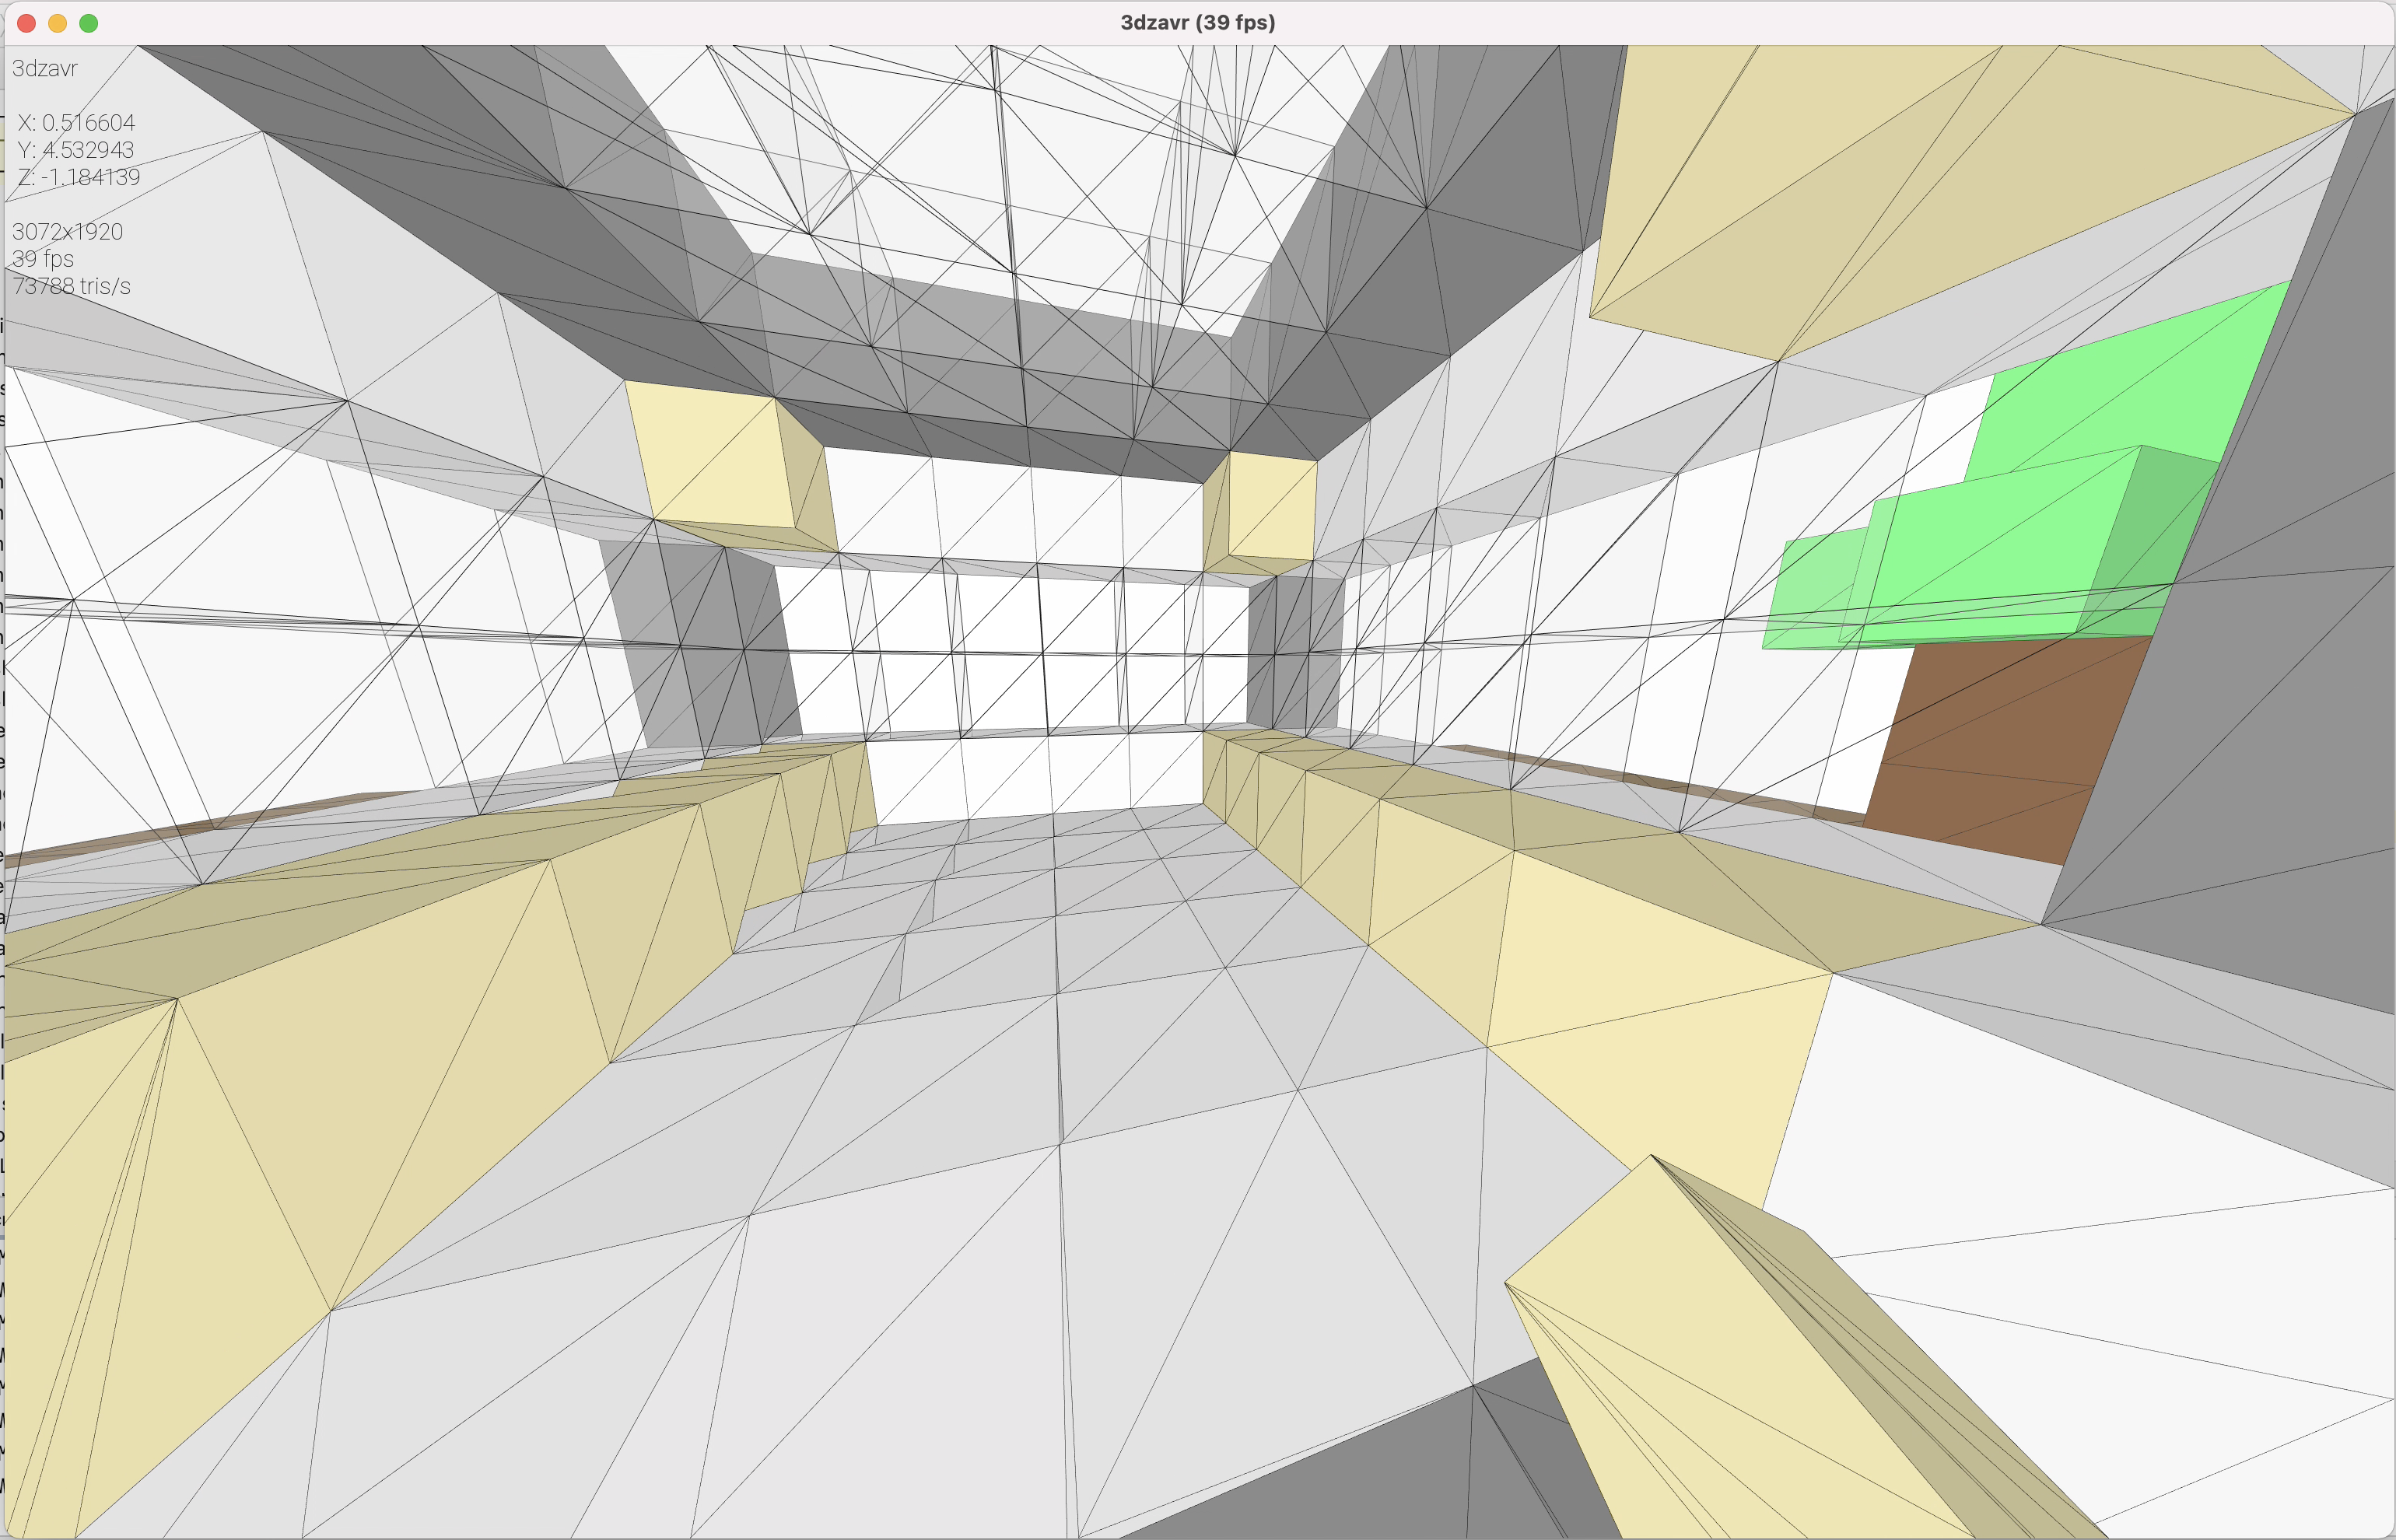 3dzavr (39 fps)
3dzavr
X: 0.516604
Y: 4.532943
Z: -1.184139
3072x1920
39 fps
73788 tris/s